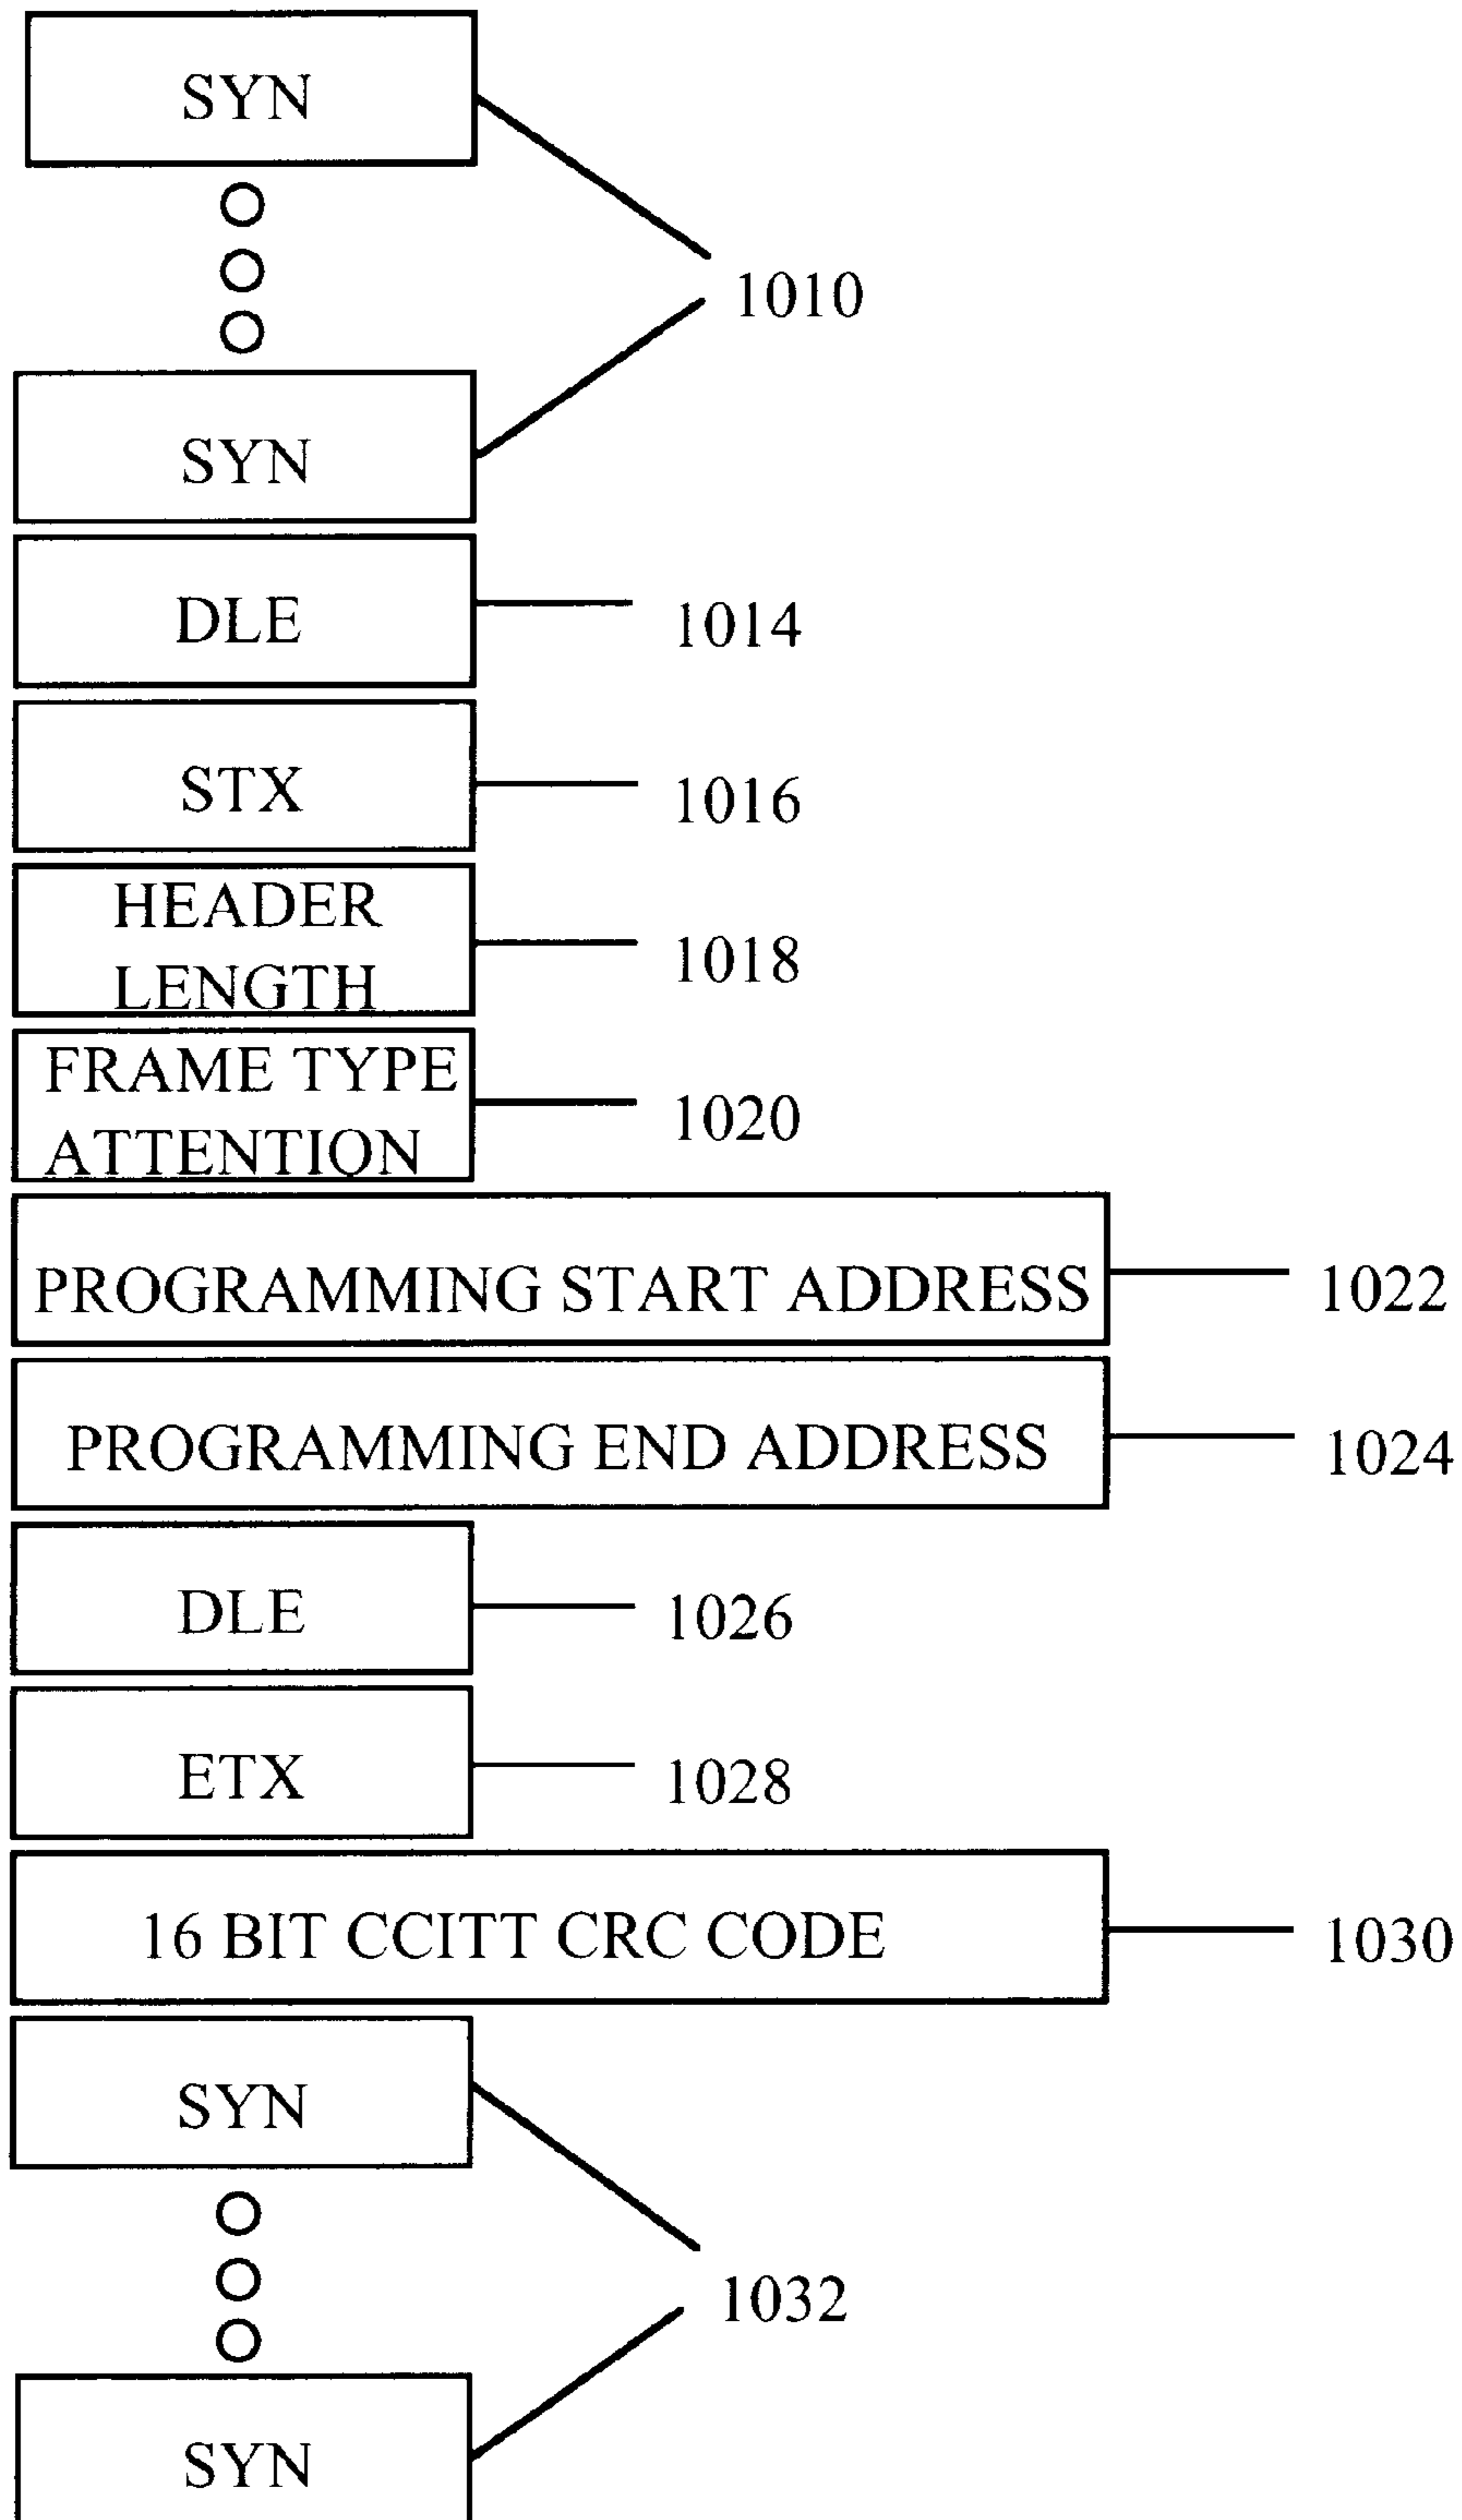 SYN
1010
SYN
DLE
1014
STX
1016
HEADER
LENGTH
1018
FRAME TYPE
ATTENTION
1020
PROGRAMMING START ADDRESS
1022
PROGRAMMING END ADDRESS
1024
DLE
1026
ETX
1028
16 BIT CCITT CRC CODE
1030
SYN
1032
SYN